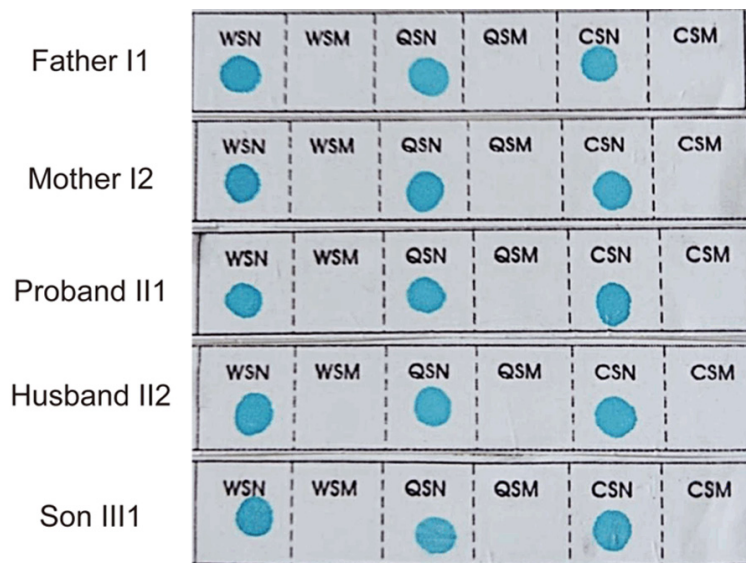 Father I1
WSN WSM QSN QSM CSN CSM
Mother I2
WSN WSM QSN QSM CSN CSM
Proband II1
WSN WSM QSN QSM CSN CSM
Husband II2
WSN WSM QSN QSM CSN CSM
Son III1
WSN WSM QSN QSM CSN CSM